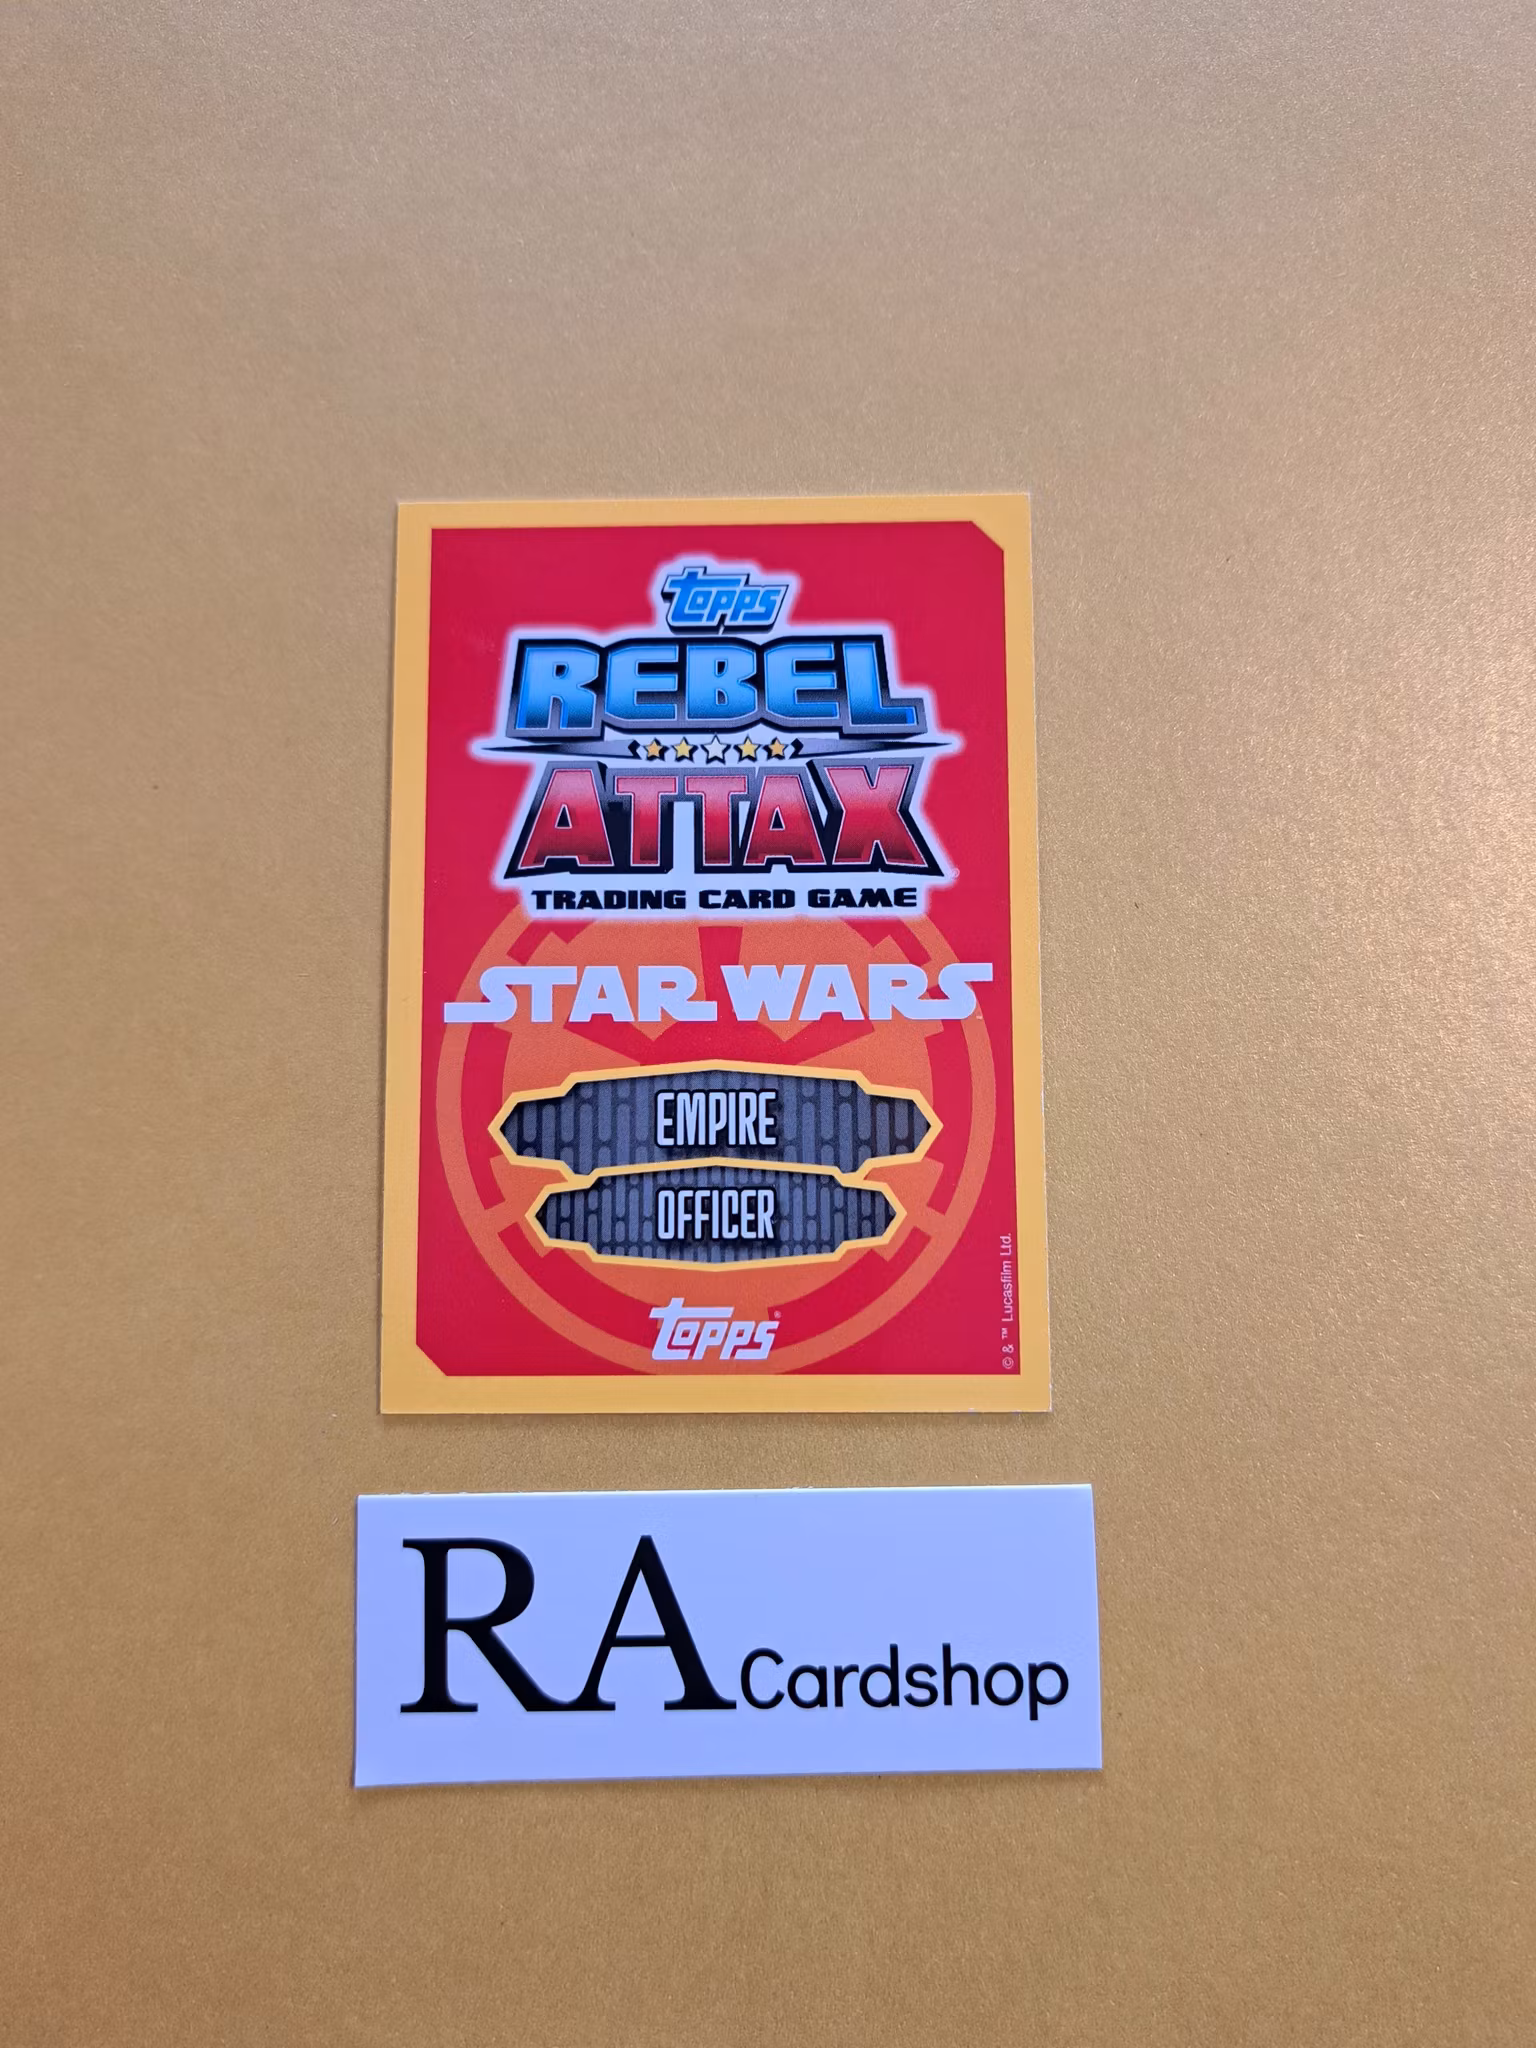 topps
REBEL
ATTAX
TRADING CARD GAME
STAR WARS
EMPIRE
OFFICER
topps®
© & ™ Lucasfilm Ltd.
RA Cardshop